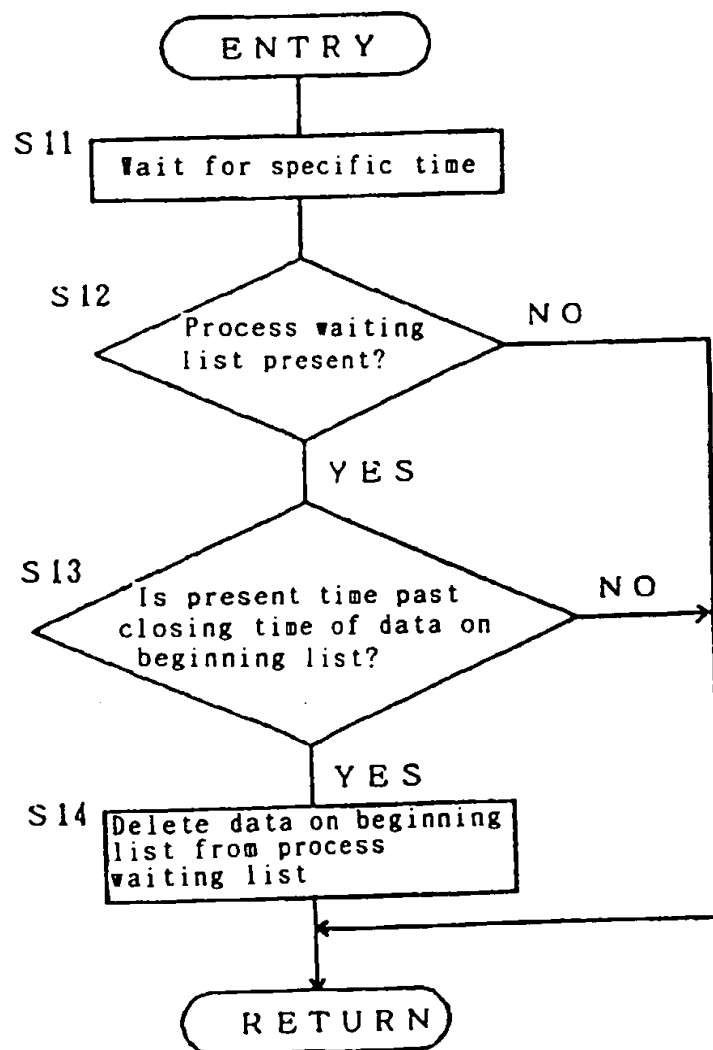 ENTRY
S11
Wait for specific time
S12
Process waiting
list present?
NO
YES
S13
Is present time past
closing time of data on
beginning list?
NO
YES
S14
Delete data on beginning
list from process
waiting list
RETURN